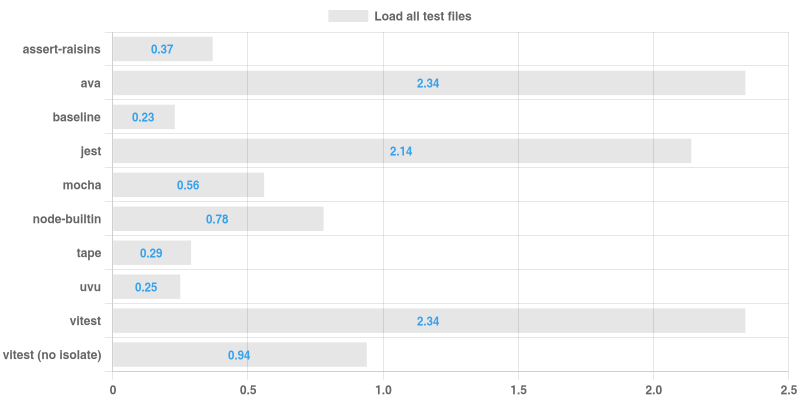 Load all test files
assert-raisins
0.37
ava
2.34
baseline
0.23
jest
2.14
mocha
0.56
node-builtin
0.78
tape
0.29
uvu
0.25
vitest
2.34
vitest (no isolate)
0.94
0
0.5
1.0
1.5
2.0
2.5